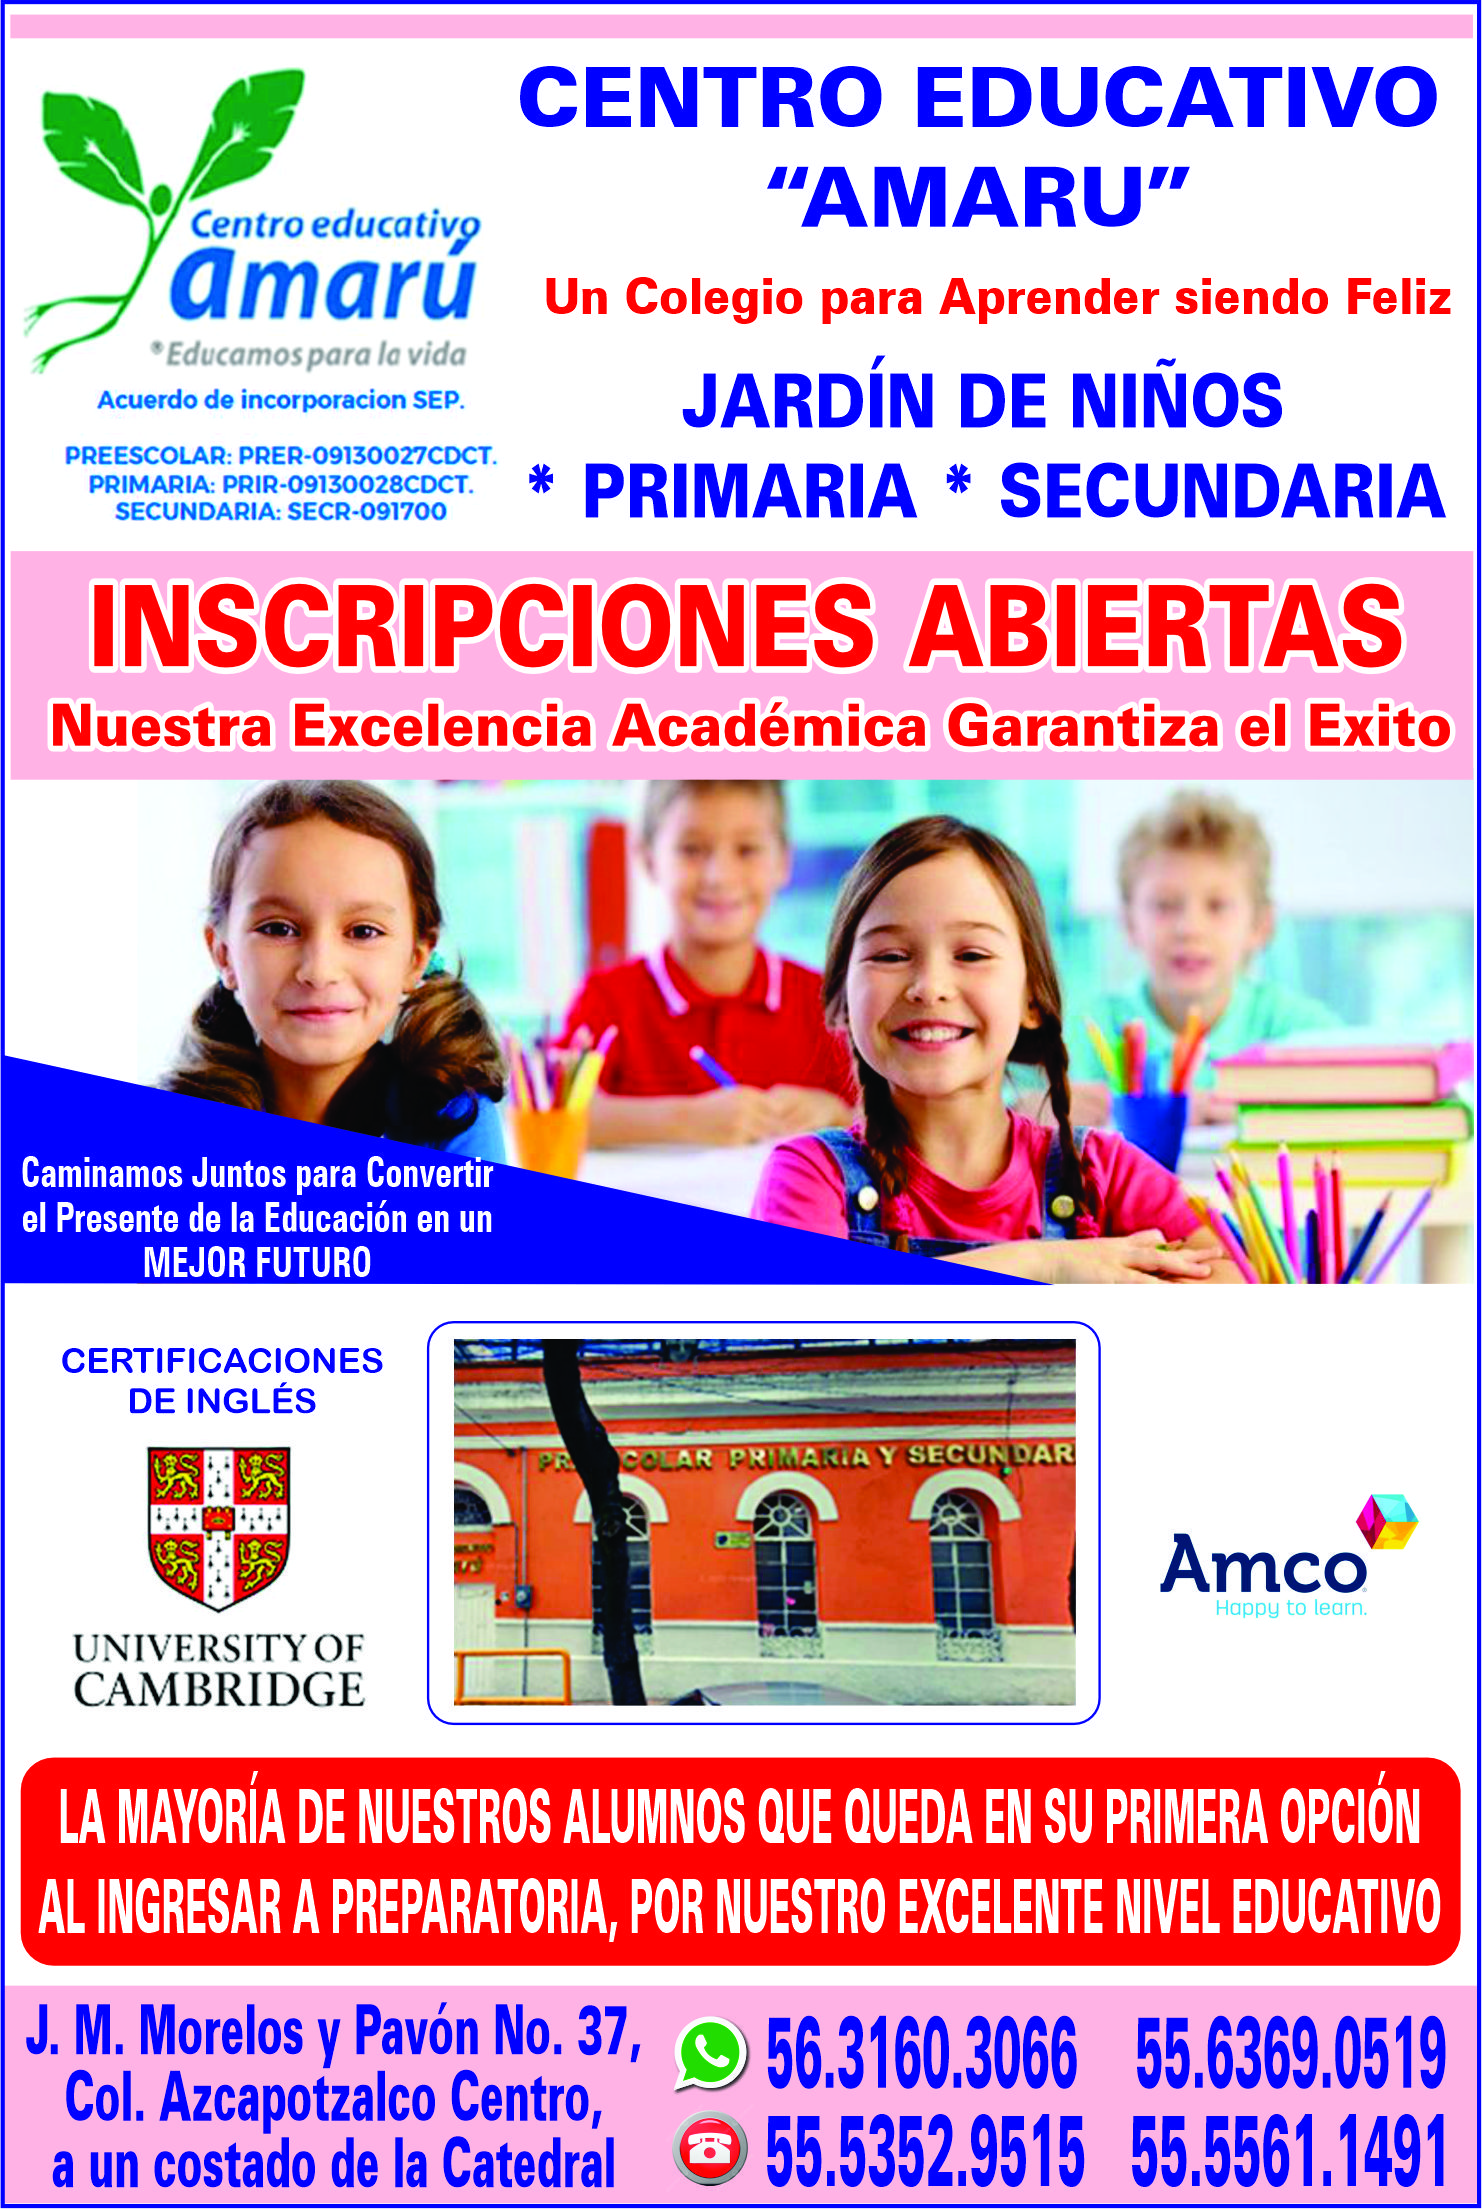 CENTRO EDUCATIVO
“AMARU”
Un Colegio para Aprender siendo Feliz
JARDÍN DE NIÑOS
* PRIMARIA * SECUNDARIA
Centro educativo
amarú
®Educamos para la vida
Acuerdo de incorporacion SEP.
PREESCOLAR: PRER-09130027CDCT.
PRIMARIA: PRIR-09130028CDCT.
SECUNDARIA: SECR-091700
INSCRIPCIONES ABIERTAS
Nuestra Excelencia Académica Garantiza el Exito
Caminamos Juntos para Convertir
el Presente de la Educación en un
MEJOR FUTURO
CERTIFICACIONES
DE INGLÉS
UNIVERSITY OF
CAMBRIDGE
PRIMARIA Y SECUNDAR
Amco
Happy to learn.
LA MAYORÍA DE NUESTROS ALUMNOS QUE QUEDA EN SU PRIMERA OPCIÓN
AL INGRESAR A PREPARATORIA, POR NUESTRO EXCELENTE NIVEL EDUCATIVO
J. M. Morelos y Pavón No. 37,
Col. Azcapotzalco Centro,
a un costado de la Catedral
56.3160.3066 55.6369.0519
55.5352.9515 55.5561.1491